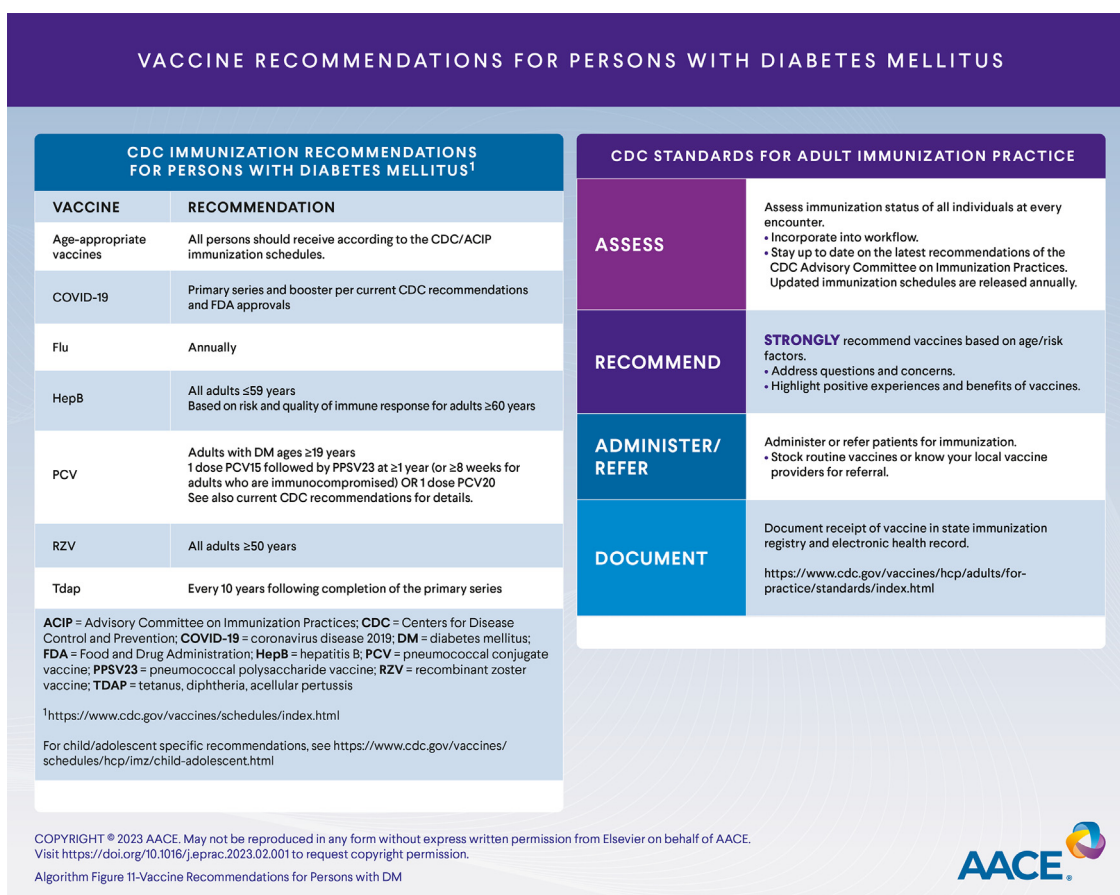 VACCINE RECOMMENDATIONS FOR PERSONS WITH DIABETES MELLITUS
CDC IMMUNIZATION RECOMMENDATIONS
FOR PERSONS WITH DIABETES MELLITUS1
VACCINE RECOMMENDATION
Age-appropriate
vaccines
All persons should receive according to the CDC/ACIP
immunization schedules.
COVID-19
Primary series and booster per current CDC recommendations
and FDA approvals
Flu
Annually
HepB
All adults ≤59 years
Based on risk and quality of immune response for adults ≥60 years
PCV
Adults with DM ages ≥19 years
1 dose PCV15 followed by PPSV23 at ≥1 year (or ≥8 weeks for
adults who are immunocompromised) OR 1 dose PCV20
See also current CDC recommendations for details.
RZV
All adults ≥50 years
Tdap
Every 10 years following completion of the primary series
ACIP = Advisory Committee on Immunization Practices; CDC = Centers for Disease
Control and Prevention; COVID-19 = coronavirus disease 2019; DM = diabetes mellitus;
FDA = Food and Drug Administration; HepB = hepatitis B; PCV = pneumococcal conjugate
vaccine; PPSV23 = pneumococcal polysaccharide vaccine; RZV = recombinant zoster
vaccine; TDAP = tetanus, diphtheria, acellular pertussis
1https://www.cdc.gov/vaccines/schedules/index.html
For child/adolescent specific recommendations, see https://www.cdc.gov/vaccines/
schedules/hcp/imz/child-adolescent.html
CDC STANDARDS FOR ADULT IMMUNIZATION PRACTICE
ASSESS
Assess immunization status of all individuals at every
encounter.
• Incorporate into workflow.
• Stay up to date on the latest recommendations of the
CDC Advisory Committee on Immunization Practices.
Updated immunization schedules are released annually.
RECOMMEND
STRONGLY recommend vaccines based on age/risk
factors.
• Address questions and concerns.
• Highlight positive experiences and benefits of vaccines.
ADMINISTER/
REFER
Administer or refer patients for immunization.
• Stock routine vaccines or know your local vaccine
providers for referral.
DOCUMENT
Document receipt of vaccine in state immunization
registry and electronic health record.
https://www.cdc.gov/vaccines/hcp/adults/for-
practice/standards/index.html
COPYRIGHT © 2023 AACE. May not be reproduced in any form without express written permission from Elsevier on behalf of AACE.
Visit https://doi.org/10.1016/j.eprac.2023.02.001 to request copyright permission.
Algorithm Figure 11-Vaccine Recommendations for Persons with DM
AACE®